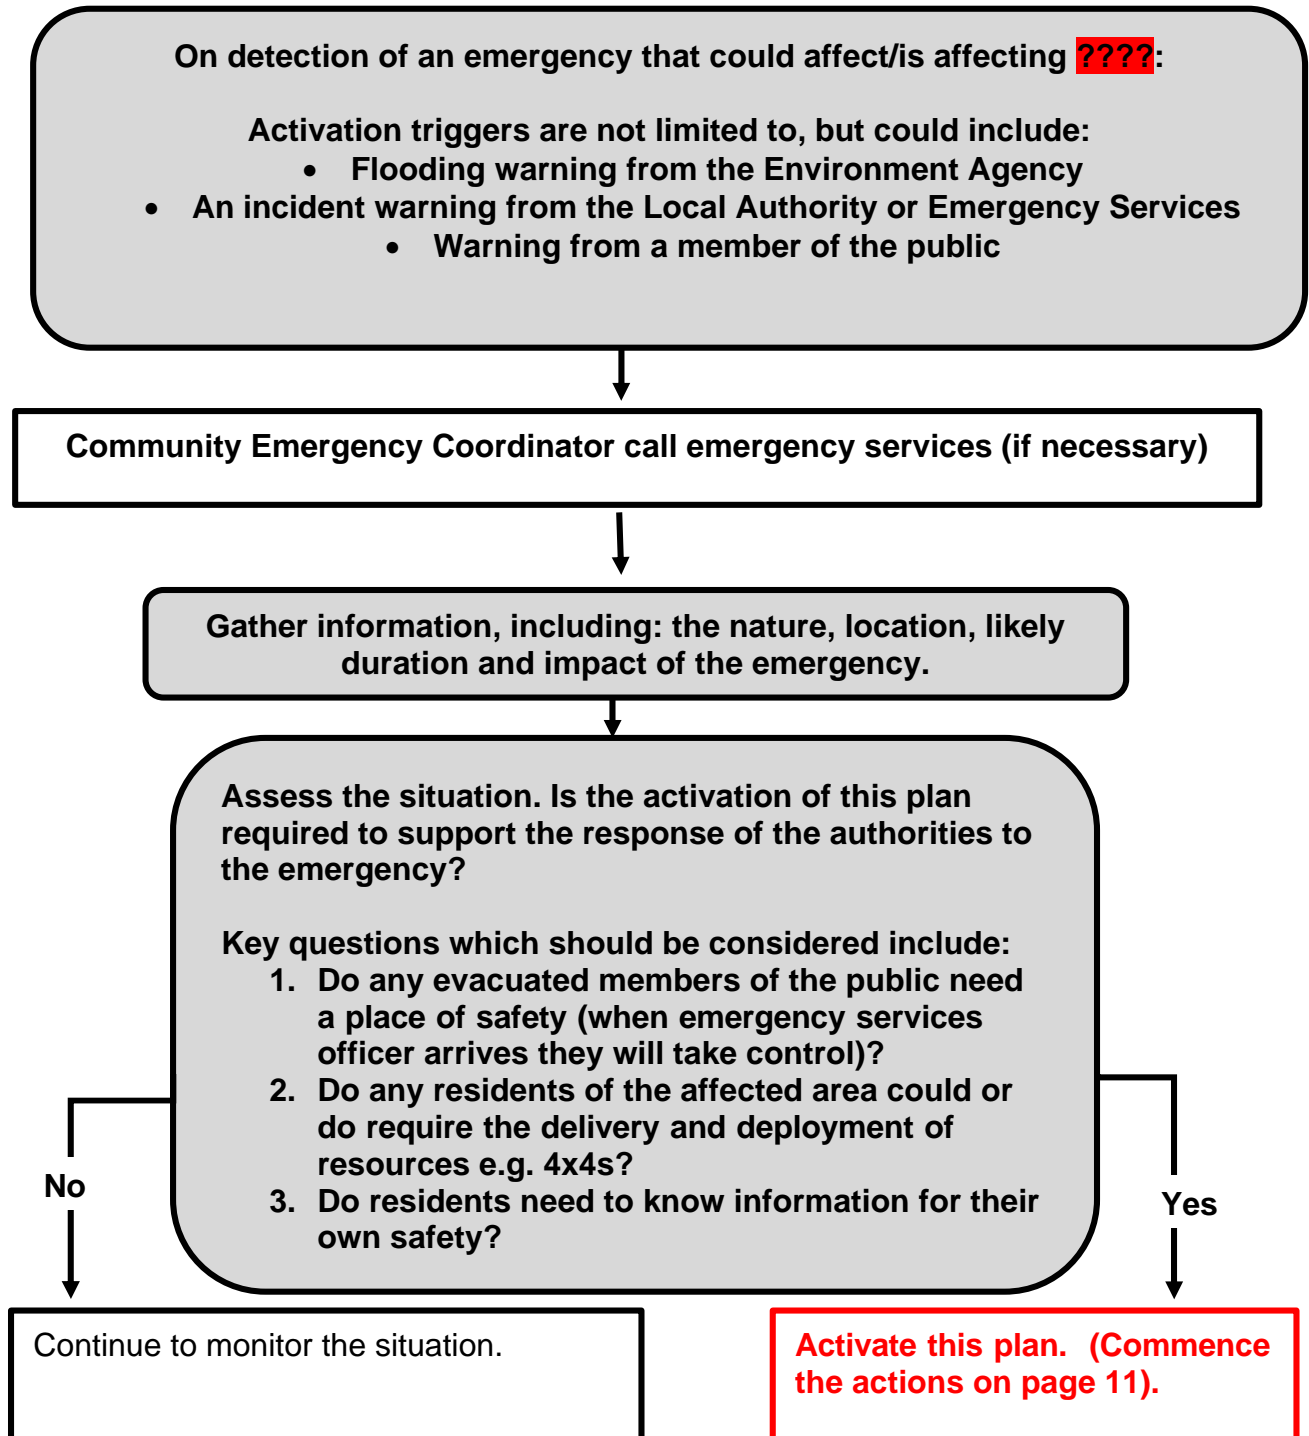 On detection of an emergency that could affect/is affecting ????:
Activation triggers are not limited to, but could include:
• Flooding warning from the Environment Agency
• An incident warning from the Local Authority or Emergency Services
• Warning from a member of the public
Community Emergency Coordinator call emergency services (if necessary)
Gather information, including: the nature, location, likely
duration and impact of the emergency.
Assess the situation. Is the activation of this plan
required to support the response of the authorities to
the emergency?
Key questions which should be considered include:
1. Do any evacuated members of the public need
a place of safety (when emergency services
officer arrives they will take control)?
2. Do any residents of the affected area could or
do require the delivery and deployment of
resources e.g. 4x4s?
3. Do residents need to know information for their
own safety?
No
Yes
Continue to monitor the situation.
Activate this plan. (Commence
the actions on page 11).